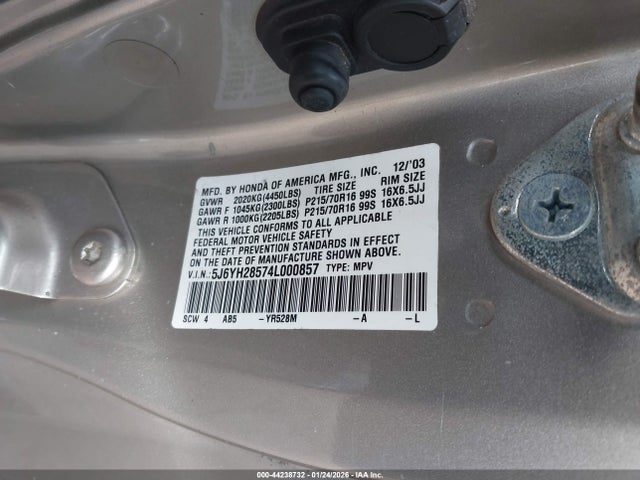 MFD. BY HONDA OF AMERICA MFG., INC. 12/'03
GVWR 2020KG(4450LBS) TIRE SIZE RIM SIZE
GAWR F 1045KG(2300LBS) P215/70R16 99S 16X6.5JJ
GAWR R 1000KG(2205LBS) P215/70R16 99S 16X6.5JJ
THIS VEHICLE CONFORMS TO ALL APPLICABLE
FEDERAL MOTOR VEHICLE SAFETY
AND THEFT PREVENTION STANDARDS IN EFFECT
ON THE DATE OF MANUFACTURE SHOWN ABOVE.
V.I.N.: 5J6YH28574L000857 TYPE: MPV
SCW 4 AB5 -YR528M -A -L
000-44238732 - 01/24/2026 - IAAI.COM